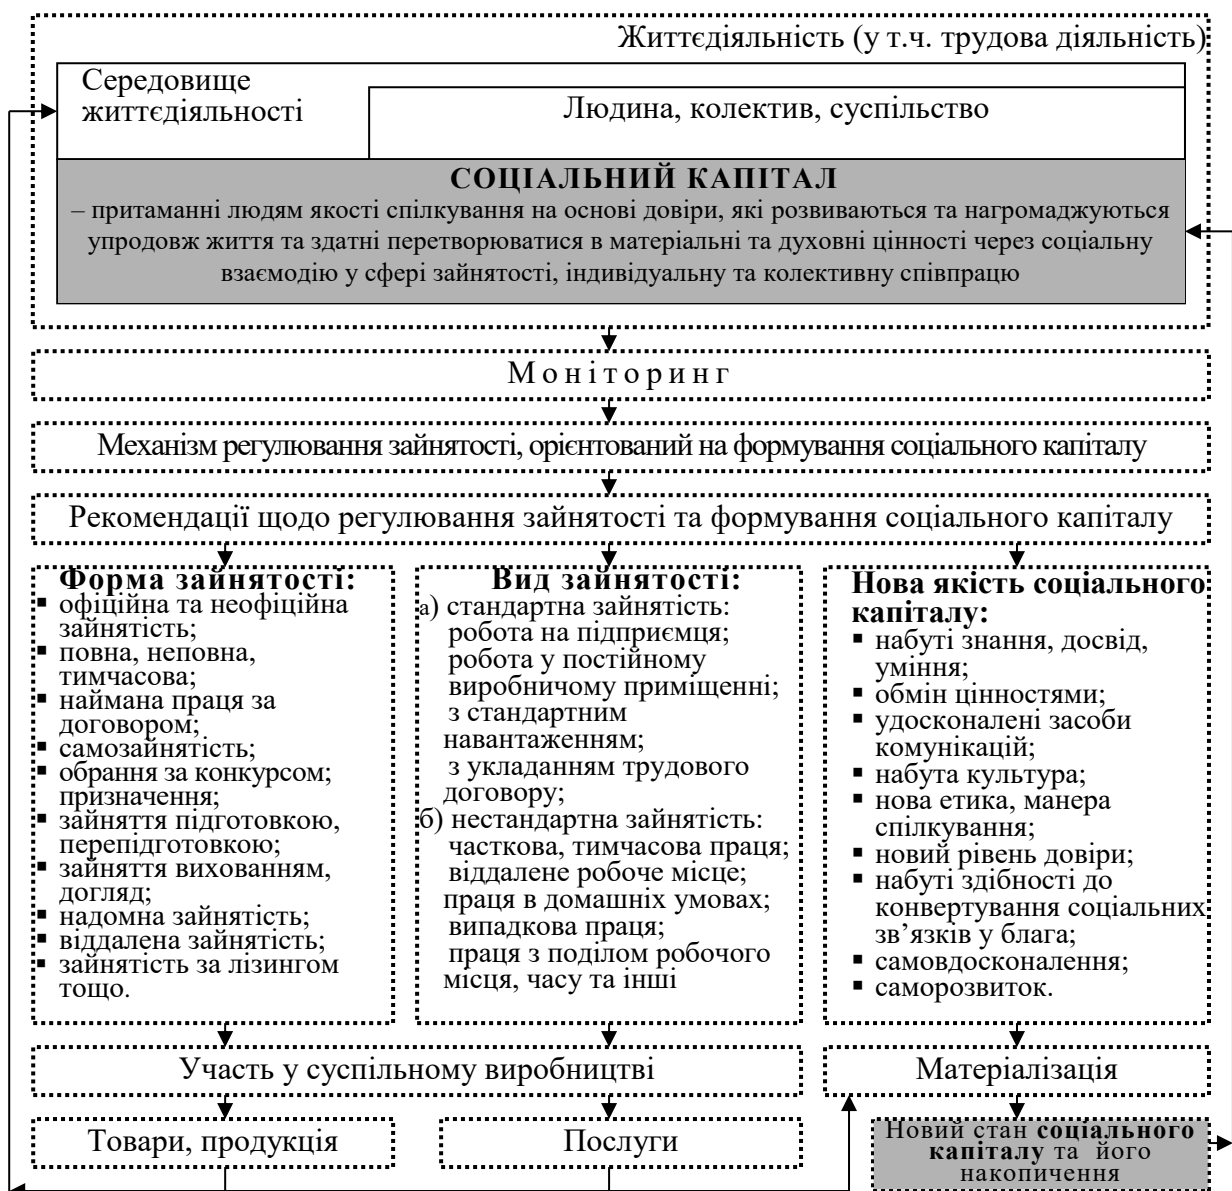 Життєдіяльність (у т.ч. трудова діяльність)
Середовище
життєдіяльності
Людина, колектив, суспільство
СОЦІАЛЬНИЙ КАПІТАЛ
– притаманні людям якості спілкування на основі довіри, які розвиваються та нагромаджуються
упродовж життя та здатні перетворюватися в матеріальні та духовні цінності через соціальну
взаємодію у сфері зайнятості, індивідуальну та колективну співпрацю
Моніторинг
Механізм регулювання зайнятості, орієнтований на формування соціального капіталу
Рекомендації щодо регулювання зайнятості та формування соціального капіталу
Форма зайнятості:
▪ офіційна та неофіційна
зайнятість;
▪ повна, неповна,
тимчасова;
▪ наймана праця за
договором;
▪ самозайнятість;
▪ обрання за конкурсом;
призначення;
▪ зайняття підготовкою,
перепідготовкою;
▪ зайняття вихованням,
догляд;
▪ надомна зайнятість;
▪ віддалена зайнятість;
▪ зайнятість за лізингом
тощо.
Вид зайнятості:
а) стандартна зайнятість:
робота на підприємця;
робота у постійному
виробничому приміщенні;
з стандартним
навантаженням;
з укладанням трудового
договору;
б) нестандартна зайнятість:
часткова, тимчасова праця;
віддалене робоче місце;
праця в домашніх умовах;
випадкова праця;
праця з поділом робочого
місця, часу та інші
Нова якість соціального
капіталу:
▪ набуті знання, досвід,
уміння;
▪ обмін цінностями;
▪ удосконалені засоби
комунікацій;
▪ набута культура;
▪ нова етика, манера
спілкування;
▪ новий рівень довіри;
▪ набуті здібності до
конвертування соціальних
зв’язків у блага;
▪ самовдосконалення;
▪ саморозвиток.
Участь у суспільному виробництві
Матеріалізація
Товари, продукція
Послуги
Новий стан соціального
капіталу та його
накопичення